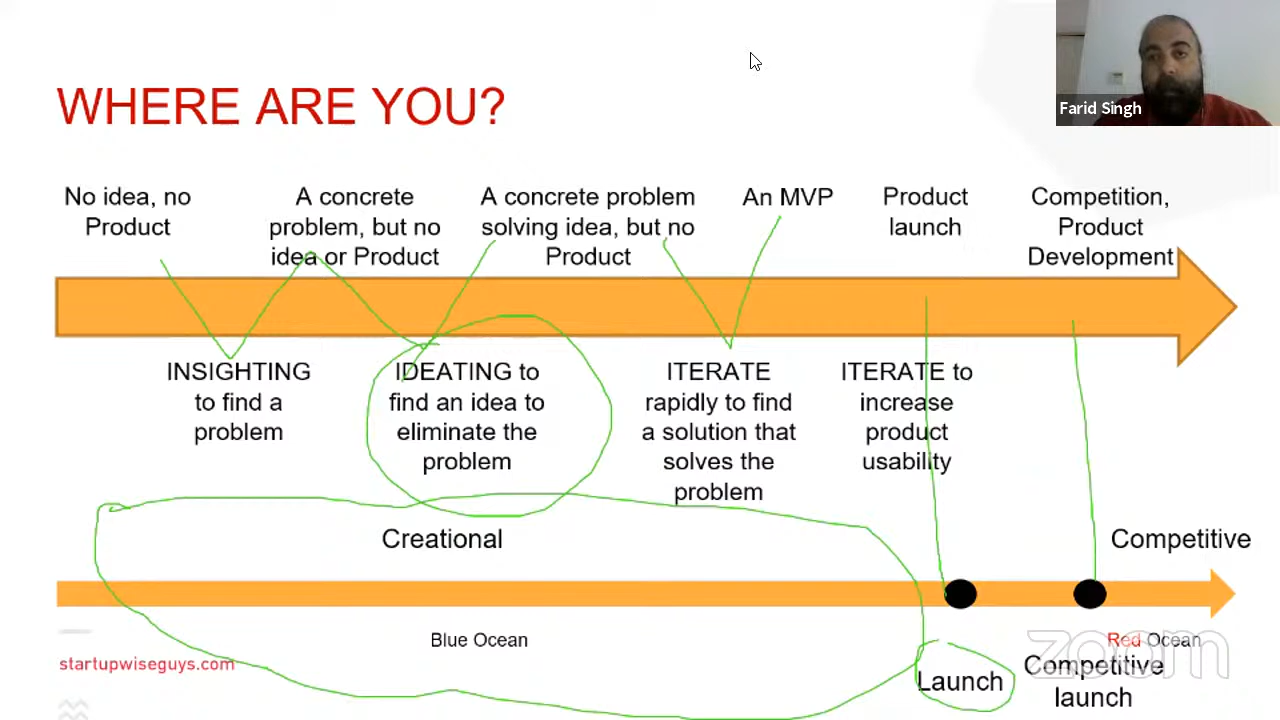 WHERE ARE YOU?
Farid Singh
No idea, no
Product
A concrete
problem, but no
idea or Product
A concrete problem
solving idea, but no
Product
An MVP
Product
launch
Competition,
Product
Development
INSIGHTING
to find a
problem
IDEATING to
find an idea to
eliminate the
problem
ITERATE
rapidly to find
a solution that
solves the
problem
ITERATE to
increase
product
usability
Creational
Competitive
Blue Ocean
Red Ocean
startupwiseguys.com
Launch
Competitive
launch
zoom